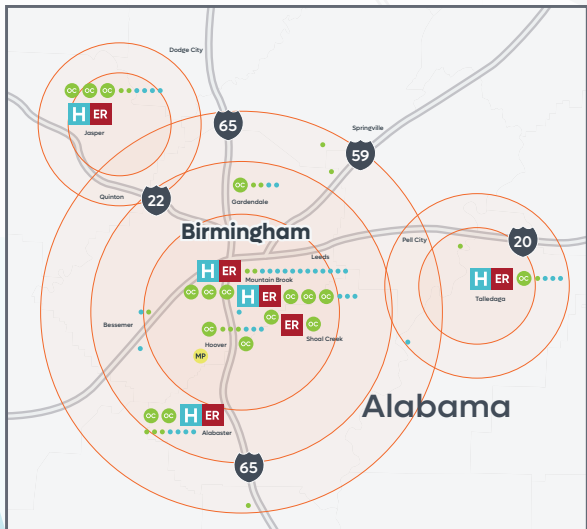 Dodge City
65
OC OC OC
H ER
Jasper
Springville
59
Quinton
22
OC
Gardendale
Birmingham
Pell City
20
Leeds
H ER
Mountain Brook
H ER OC
Talledaga
OC OC OC H ER OC OC OC
OC ER OC
Bessemer
OC
Shoal Creek
Hoover
OC
MP
Alabama
OC OC H ER
Alabaster
65